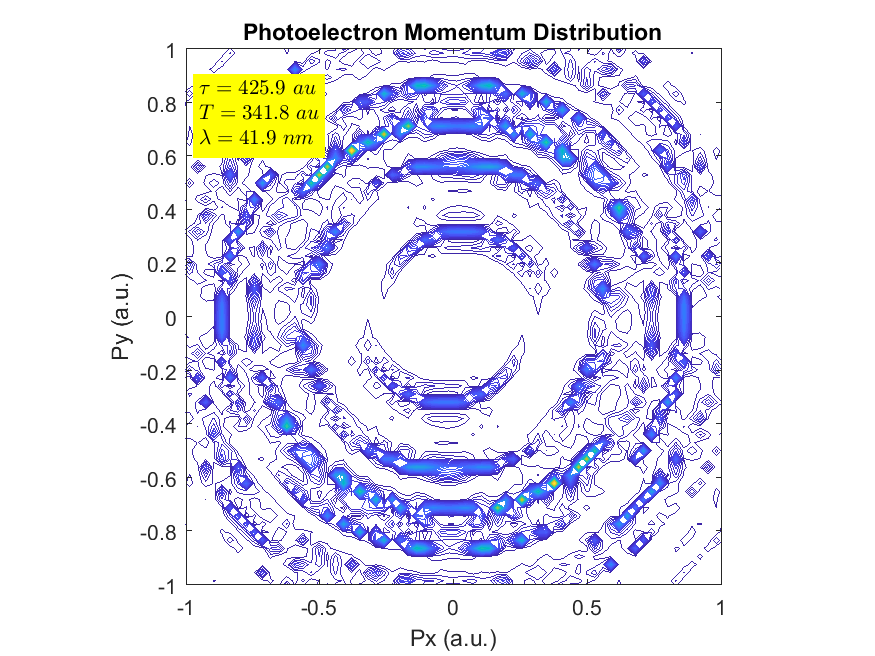 Photoelectron Momentum Distribution
τ = 425.9 au
T = 341.8 au
λ = 41.9 nm
1
0.8
0.6
0.4
0.2
0
-0.2
-0.4
-0.6
-0.8
-1
Py (a.u.)
-1 -0.5 0 0.5 1
Px (a.u.)